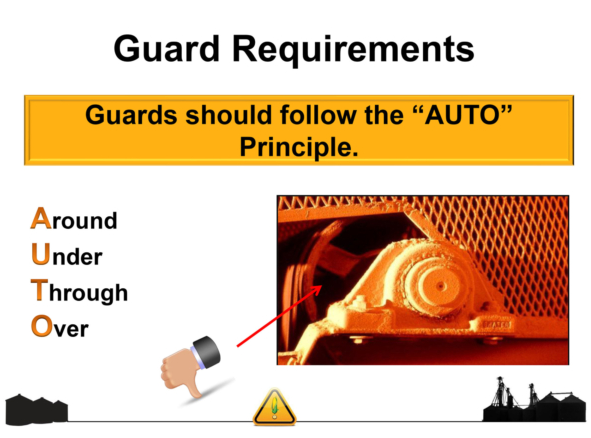 Guard Requirements
Guards should follow the “AUTO”
Principle.
Around
Under
Through
Over